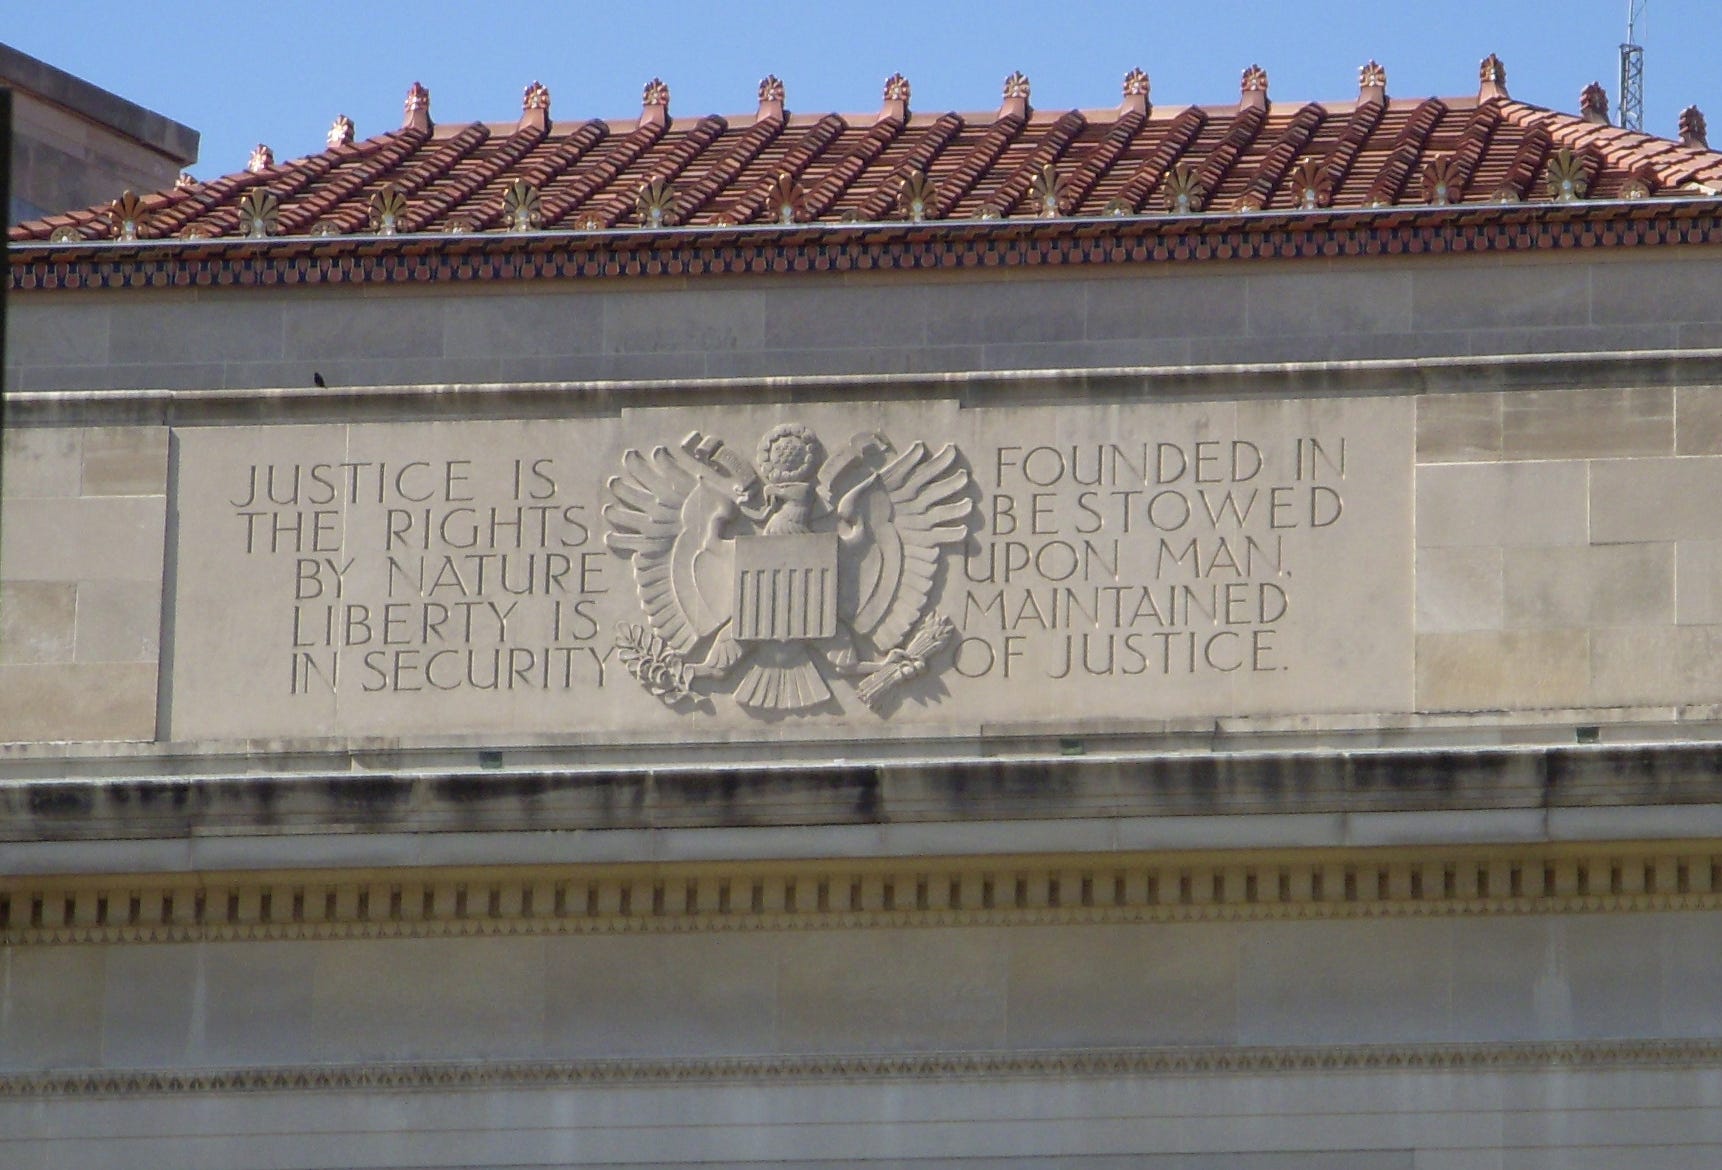 JUSTICE IS FOUNDED IN
THE RIGHTS BESTOWED
BY NATURE UPON MAN.
LIBERTY IS MAINTAINED
IN SECURITY OF JUSTICE.